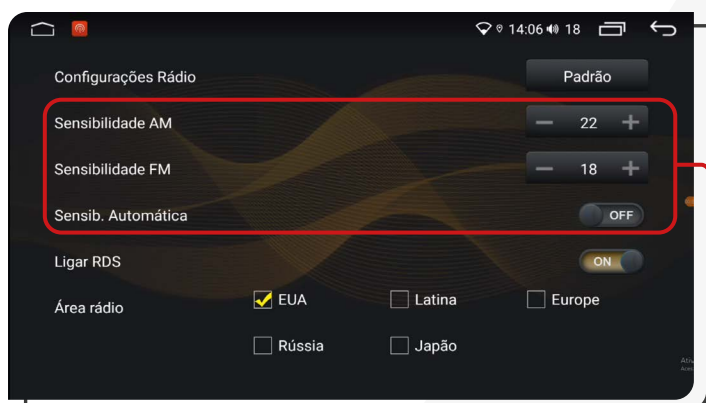 14:06 18
Configurações Rádio Padrão
Sensibilidade AM 22
Sensibilidade FM 18
Sensib. Automática OFF
Ligar RDS ON
Área rádio EUA Latina Europe
Rússia Japão